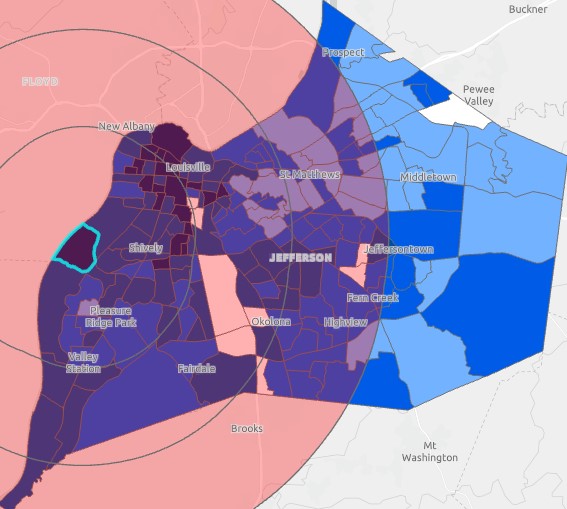 Buckner
Prospect
FLOYD
Pewee
Valley
New Albany
Louisville
St. Matthews
Middletown
Shively
JEFFERSON
Jeffersontown
Fern Creek
Pleasure
Ridge Park
Okolona
Highview
Valley
Station
Fairdale
Brooks
Mt
Washington